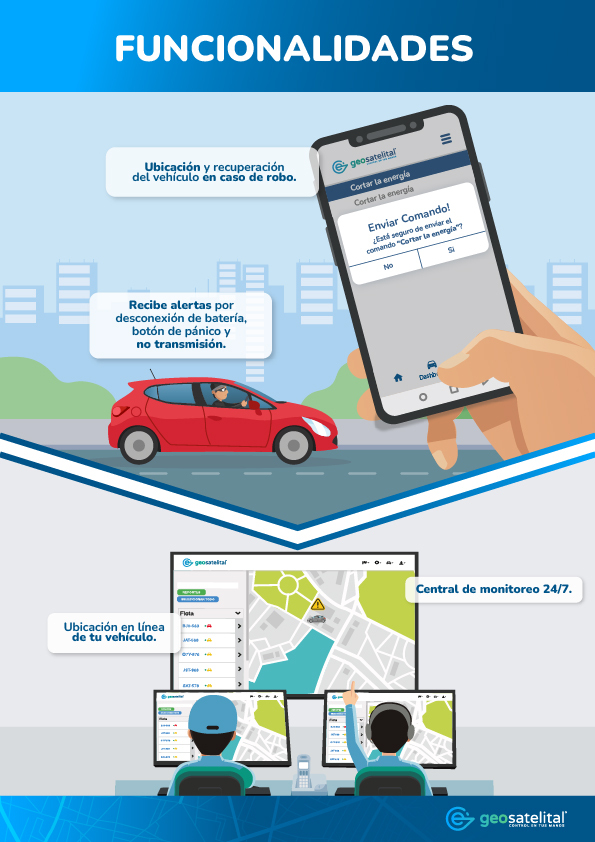 FUNCIONALIDADES
geosatelital
Cortar la energía
Cortar la energía
Enviar Comando!
¿Está seguro de enviar el
comando "Cortar la energía"?
No
Si
Ubicación y recuperación
del vehículo en caso de robo.
Recibe alertas por
desconexión de batería,
botón de pánico y
no transmisión.
geosatelital
Flota
Central de monitoreo 24/7.
Ubicación en línea
de tu vehículo.
geosatelital
CONTROL EN TUS MANOS